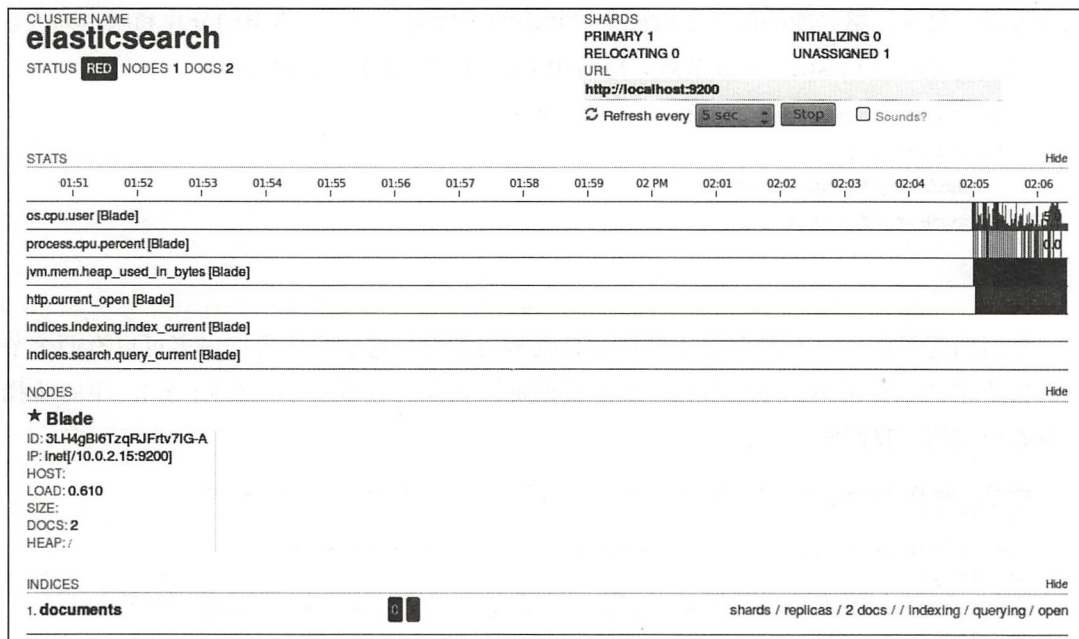 CLUSTER NAME
elasticsearch
STATUS RED NODES 1 DOCS 2
SHARDS
PRIMARY 1 INITIALIZING 0
RELOCATING 0 UNASSIGNED 1
URL
http://localhost:9200
Refresh every 5 sec Stop Sounds?
STATS Hide
01:51 01:52 01:53 01:54 01:55 01:56 01:57 01:58 01:59 02 PM 02:01 02:02 02:03 02:04 02:05 02:06
os.cpu.user [Blade] 5.0
process.cpu.percent [Blade] 0.0
jvm.mem.heap_used_in_bytes [Blade]
http.current_open [Blade]
indices.indexing.index_current [Blade]
indices.search.query_current [Blade]
NODES Hide
★ Blade
ID: 3LH4gBl6TzqRJFrtv7IG-A
IP: inet[/10.0.2.15:9200]
HOST:
LOAD: 0.610
SIZE:
DOCS: 2
HEAP: /
INDICES Hide
1. documents 0 shards / replicas / 2 docs / / indexing / querying / open